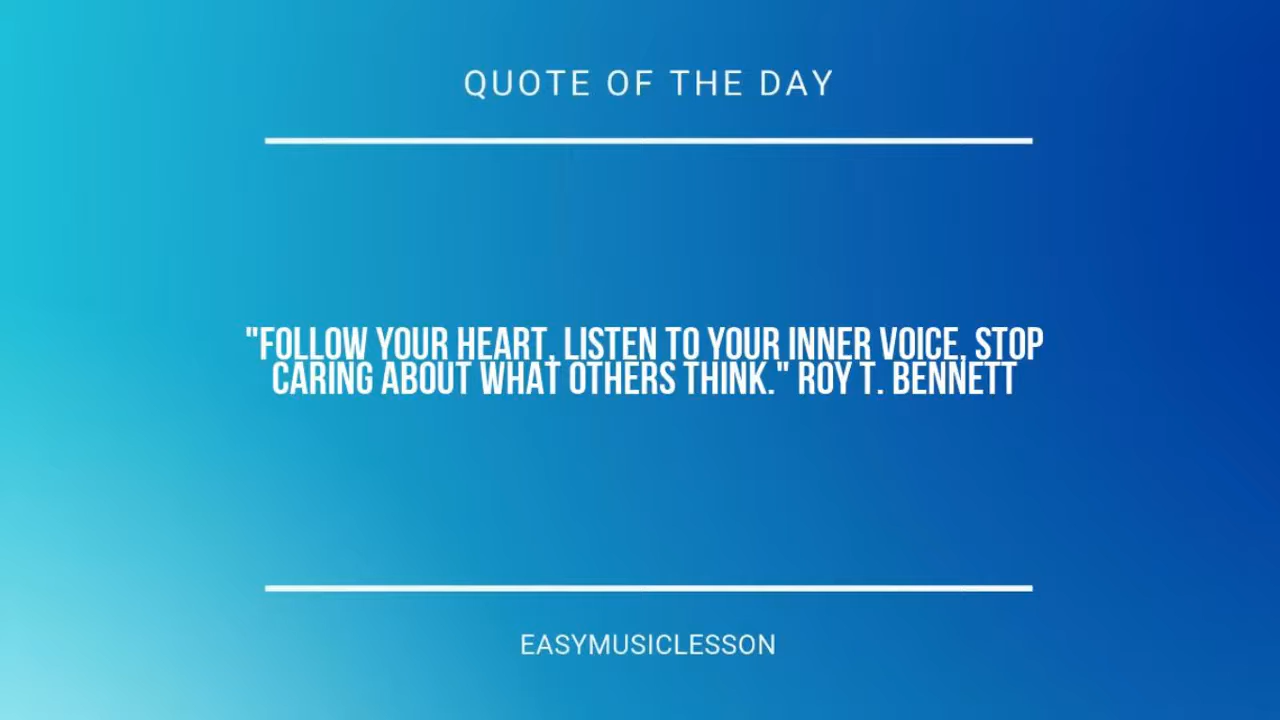 QUOTE OF THE DAY
"FOLLOW YOUR HEART, LISTEN TO YOUR INNER VOICE, STOP
CARING ABOUT WHAT OTHERS THINK." ROY T. BENNETT
EASYMUSICLESSON